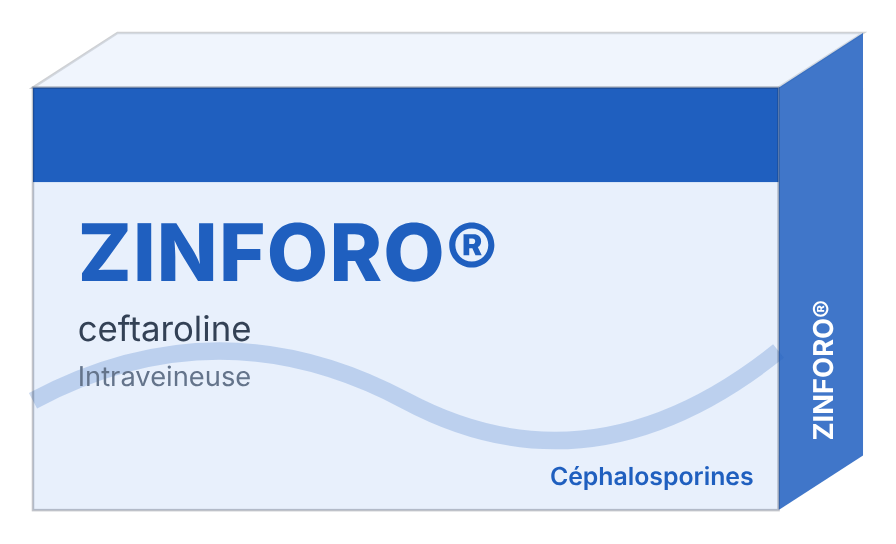 ZINFORO®
ceftaroline
Intraveineuse
Céphalosporines
ZINFORO®